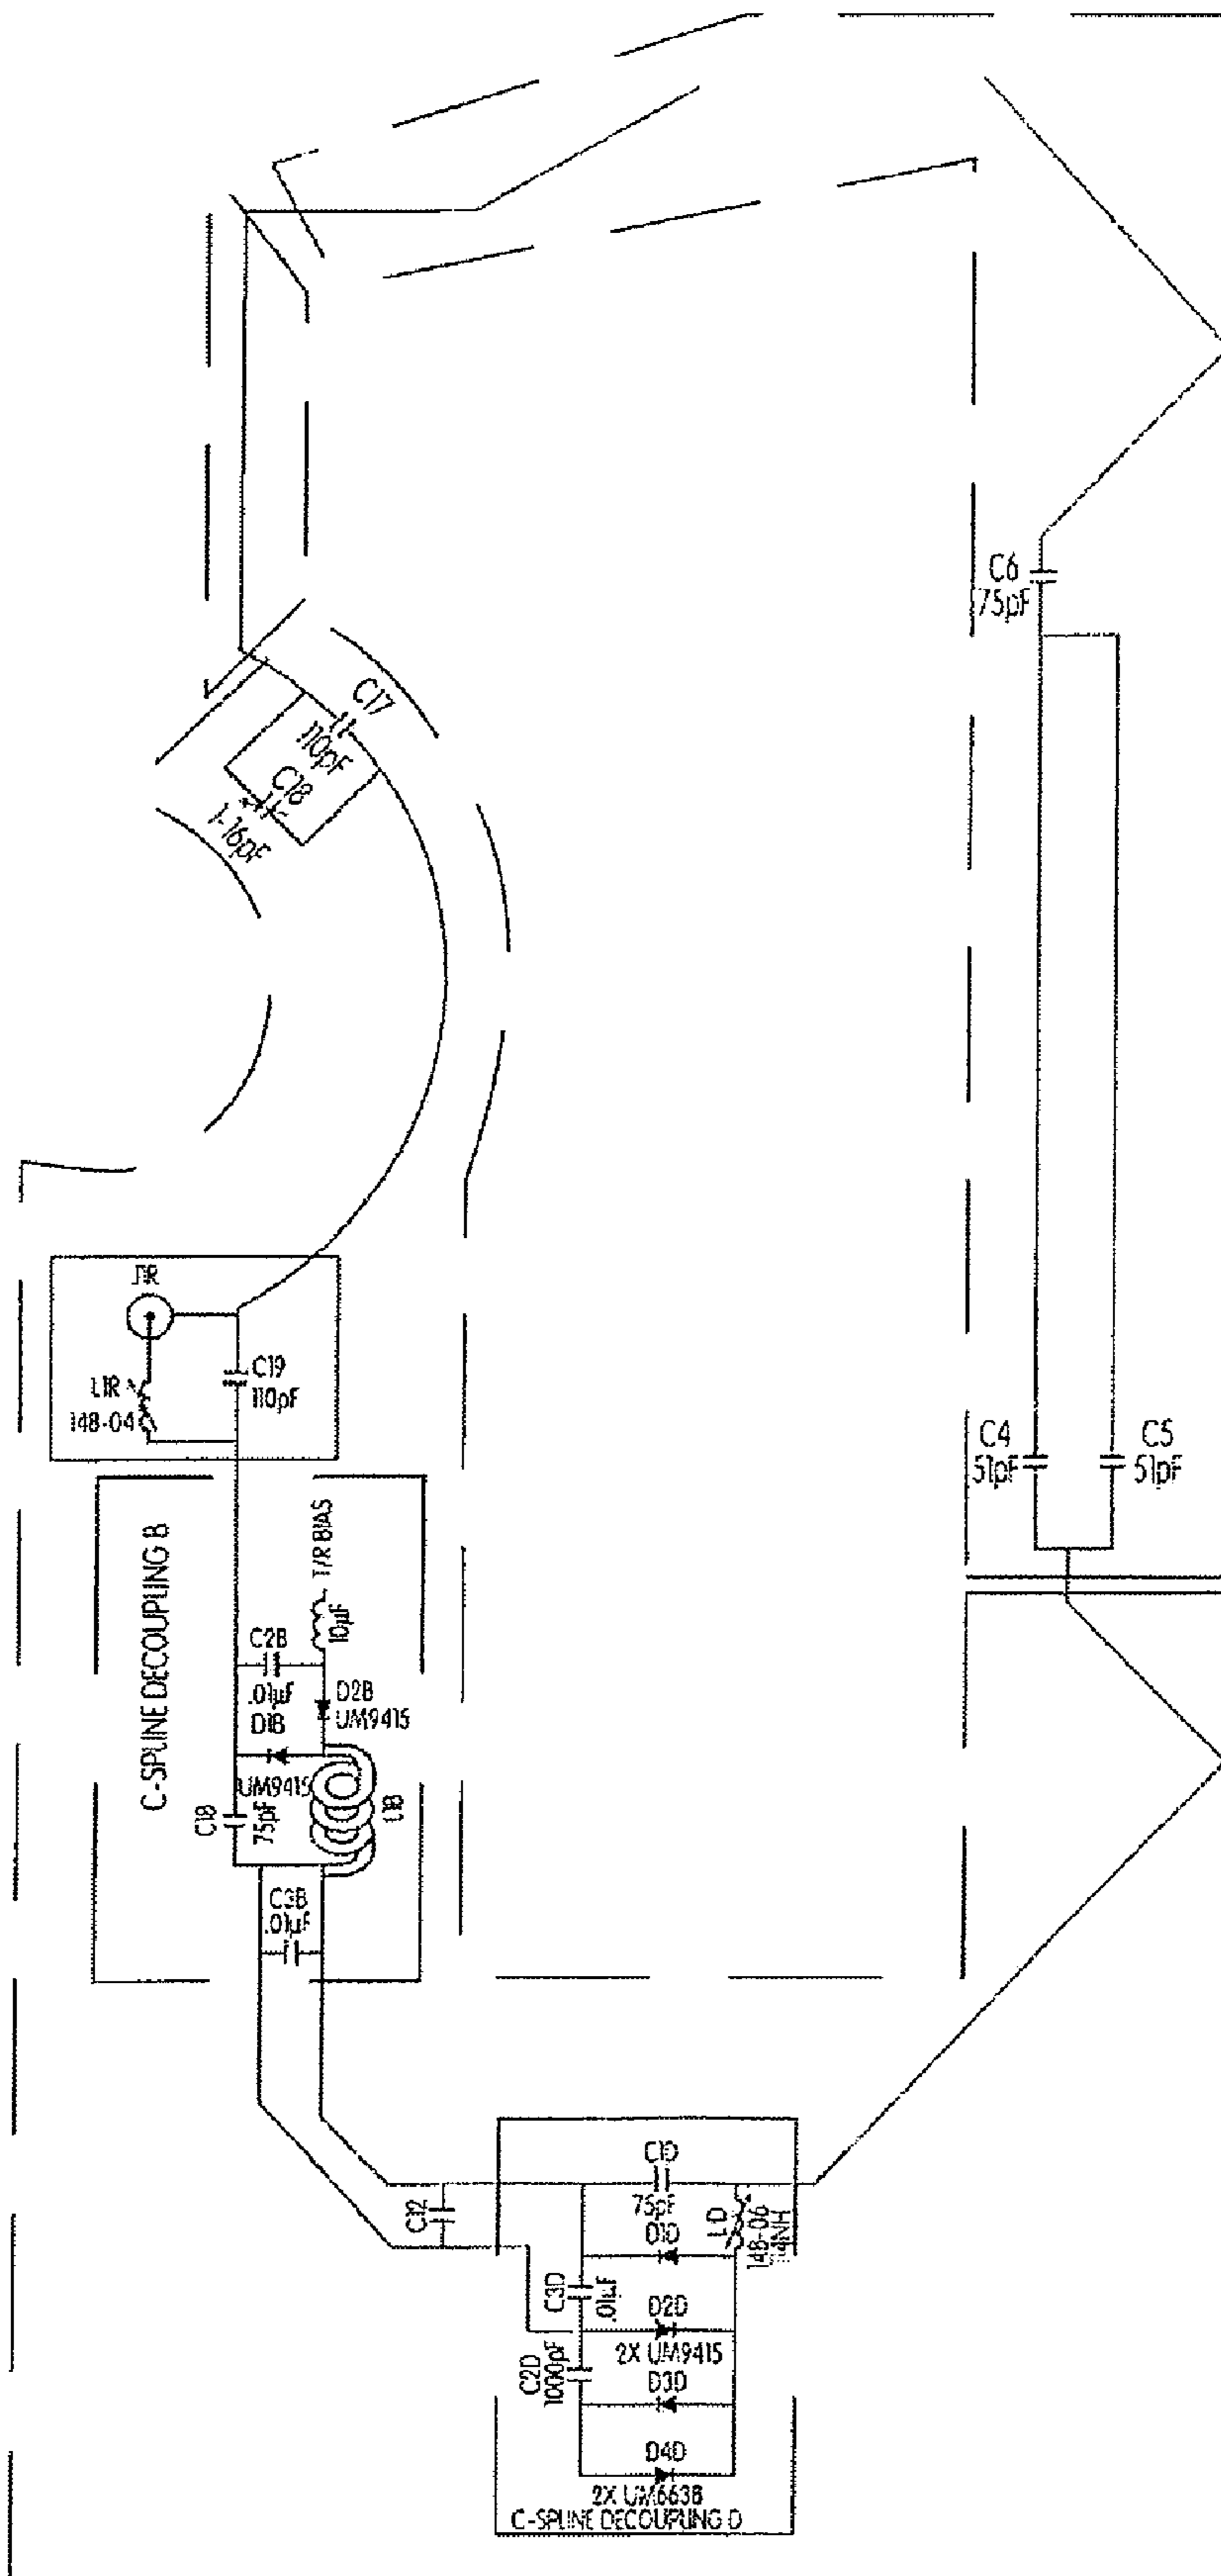 C6
75pF
C17
110pF
C18
1-16pF
J1R
C19
110pF
L1R
148-04
C4
51pF
C5
51pF
C-SPLINE DECOUPLING B
T/R BIAS
10µF
C2B
.01µF
D2B
UM9415
D1B
UM9415
C1B
75pF
L1B
C3B
.01µF
C12
C1D
75pF
D1D
148-06
C3D
.01µF
D2D
2X UM9415
C2D
1000pF
D3D
D4D
2X UM6638
C-SPLINE DECOUPLING D